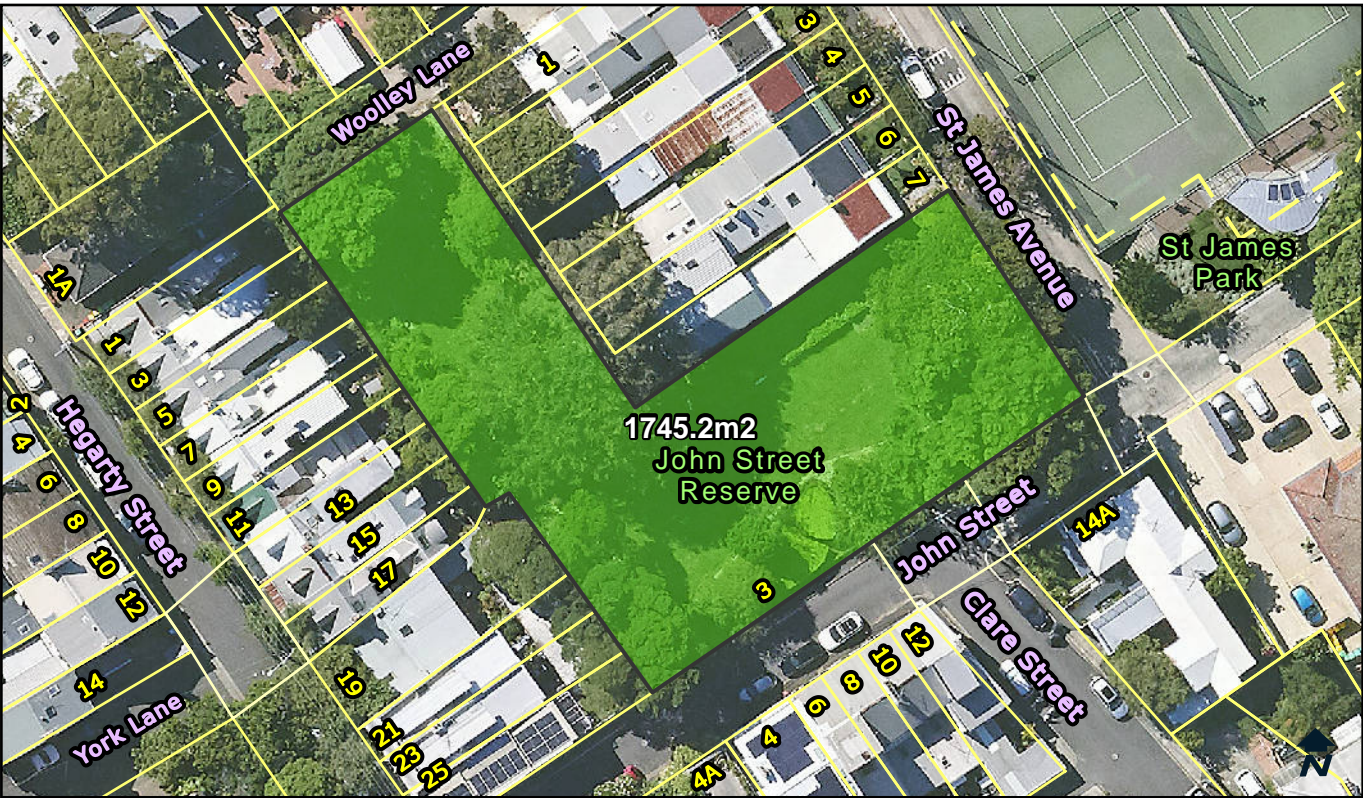 Woolley Lane
1
3
4
5
6
7
St James Avenue
St James
Park
1A
1
3
5
7
9
11
13
15
17
19
21
23
25
2
4
6
8
10
12
14
Hegarty Street
York Lane
1745.2m2
John Street
Reserve
3
John Street
14A
Clare Street
12
10
8
6
4
4A
N